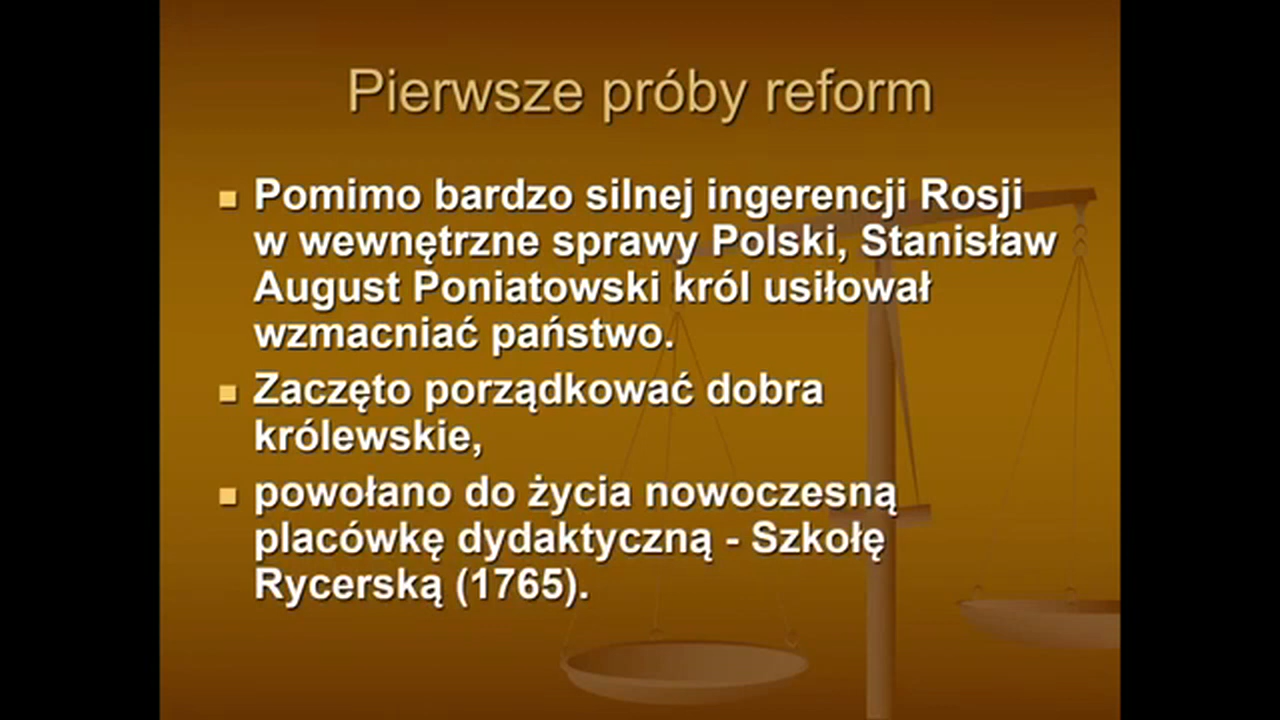 Pierwsze próby reform
Pomimo bardzo silnej ingerencji Rosji
w wewnętrzne sprawy Polski, Stanisław
August Poniatowski król usiłował
wzmacniać państwo.
Zaczęto porządkować dobra
królewskie,
powołano do życia nowoczesną
placówkę dydaktyczną - Szkołę
Rycerską (1765).